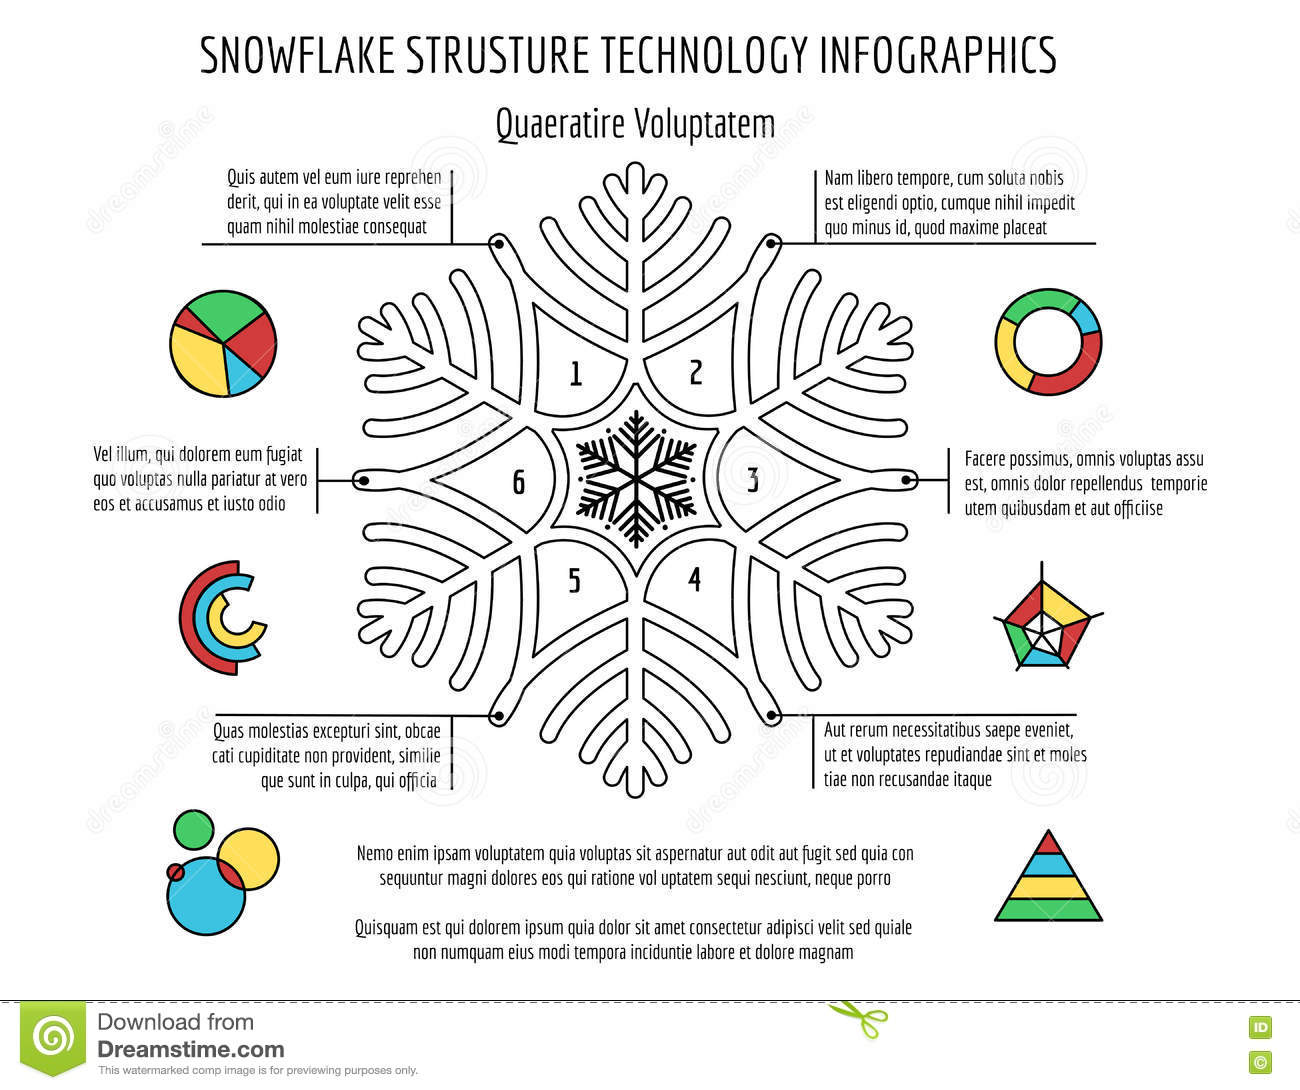 SNOWFLAKE STRUSTURE TECHNOLOGY INFOGRAPHICS
Quaeratire Voluptatem
Quis autem vel eum iure reprehen
derit, qui in ea voluptate velit esse
quam nihil molestiae consequat
Nam libero tempore, cum soluta nobis
est eligendi optio, cumque nihil impedit
quo minus id, quod maxime placeat
1
2
Vel illum, qui dolorem eum fugiat
quo voluptas nulla pariatur at vero
eos et accusamus et iusto odio
6
3
Facere possimus, omnis voluptas assu
est, omnis dolor repellendus temporie
utem quibusdam et aut officiise
5
4
Quas molestias excepturi sint, obcae
cati cupiditate non provident, similie
que sunt in culpa, qui officia
Aut rerum necessitatibus saepe eveniet,
ut et voluptates repudiandae sint et moles
tiae non recusandae itaque
Nemo enim ipsam voluptatem quia voluptas sit aspernatur aut odit aut fugit sed quia con
sequuntur magni dolores eos qui ratione vol uptatem sequi nesciunt, neque porro
Quisquam est qui dolorem ipsum quia dolor sit amet consectetur adipisci velit sed quiale
non numquam eius modi tempora inciduntie labore et dolore magnam
Download from
Dreamstime.com
This watermarked comp image is for previewing purposes only.
ID
©